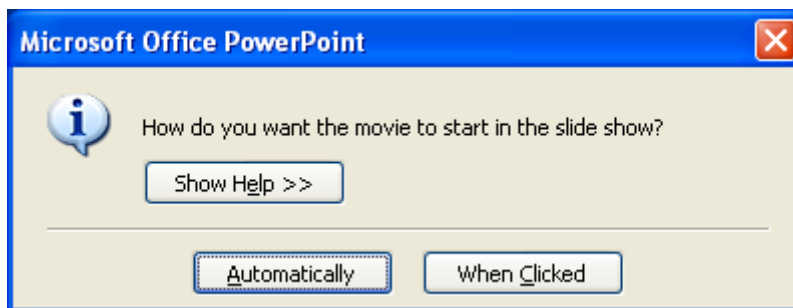 Microsoft Office PowerPoint
How do you want the movie to start in the slide show?
Show Help >>
Automatically
When Clicked